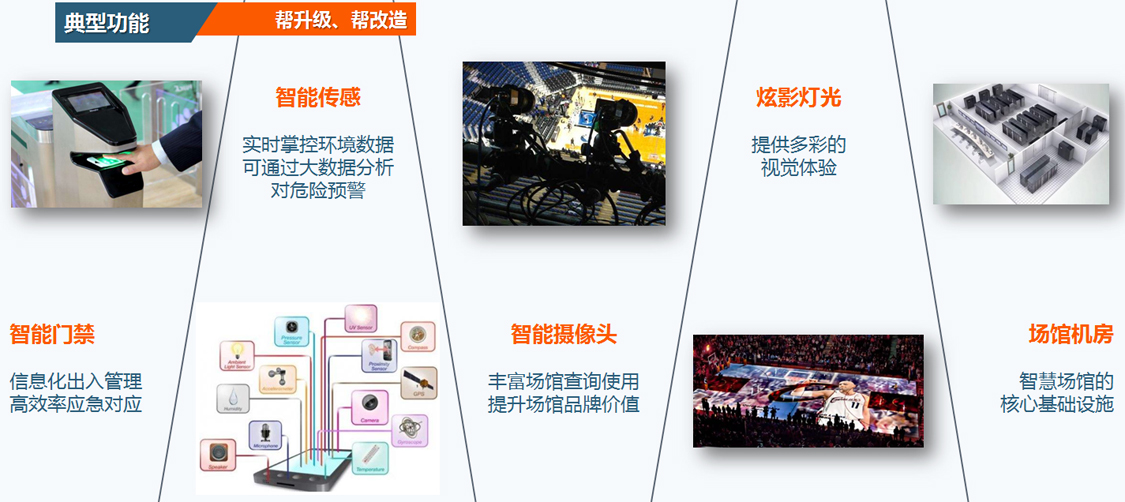 典型功能
帮升级、帮改造
智能传感
实时掌控环境数据
可通过大数据分析
对危险预警
炫影灯光
提供多彩的
视觉体验
智能门禁
信息化出入管理
高效率应急对应
UV Sensor
Pressure
Sensor
Compass
Ambient
Light Sensor
Proximity
Sensor
Accelerometer
GPS
Humidity
Camera
Gyroscope
Microphone
Speaker
Temperature
智能摄像头
丰富场馆查询使用
提升场馆品牌价值
11
场馆机房
智慧场馆的
核心基础设施